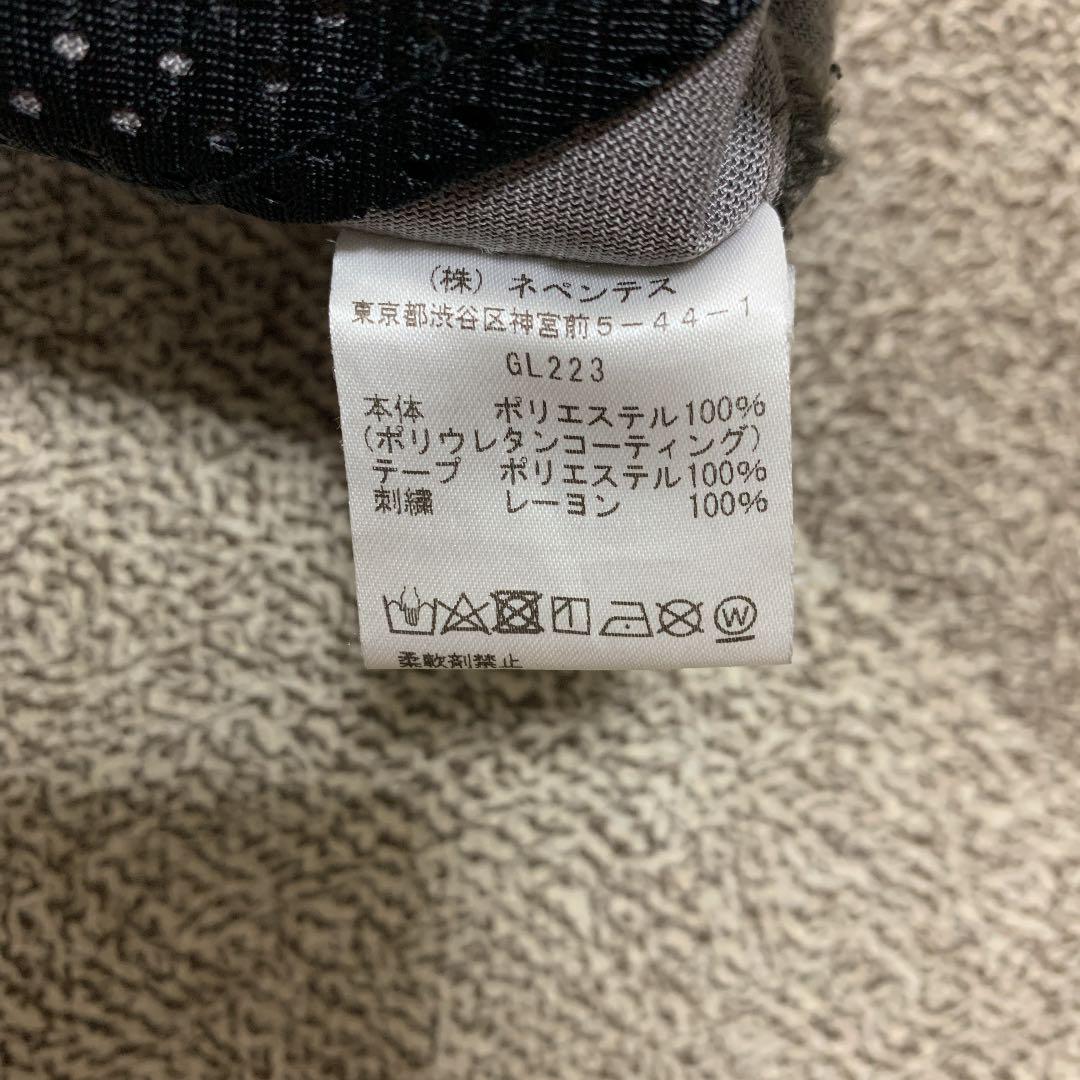 (株) ネペンテス
東京都渋谷区神宮前5-44-1
GL223
本体 ポリエステル100%
(ポリウレタンコーティング)
テープ ポリエステル100%
刺繍 レーヨン 100%
W
柔軟剤禁止